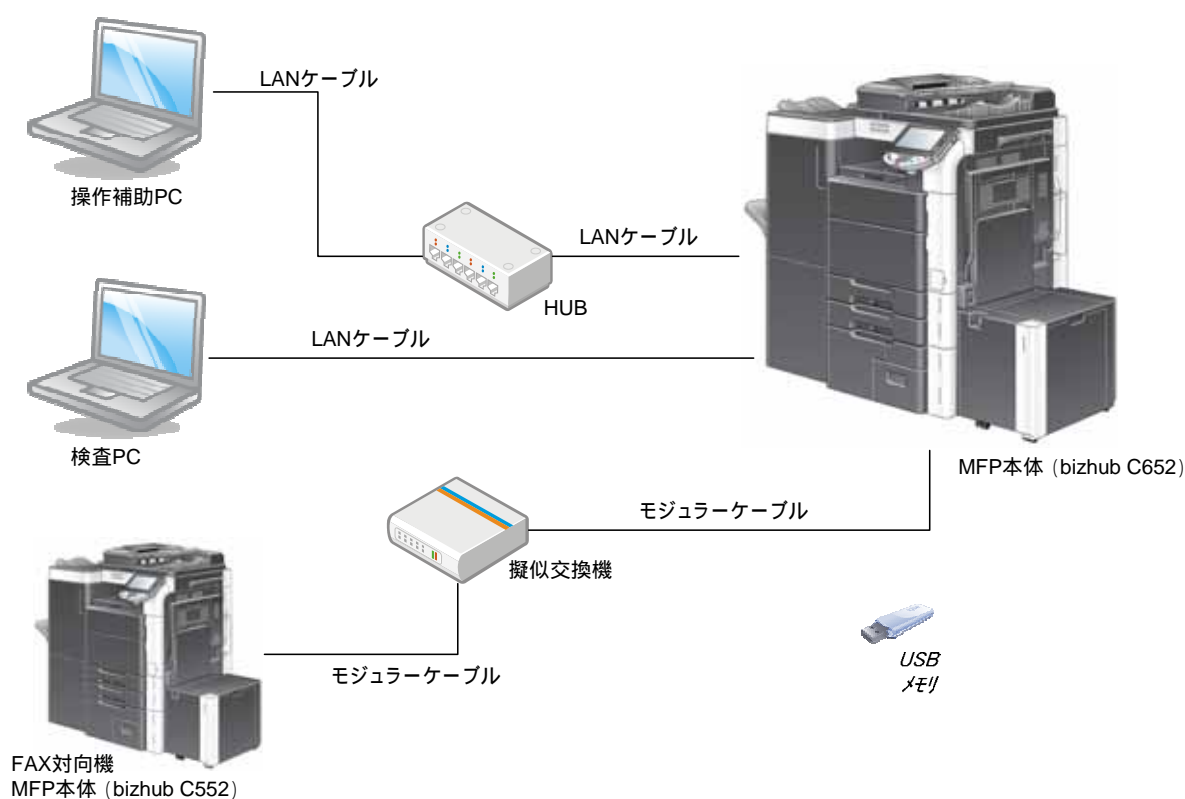 LANケーブル
操作補助PC
LANケーブル
HUB
LANケーブル
検査PC
MFP本体（bizhub C652）
モジュラーケーブル
擬似交換機
USB
メモリ
モジュラーケーブル
FAX対向機
MFP本体（bizhub C552）